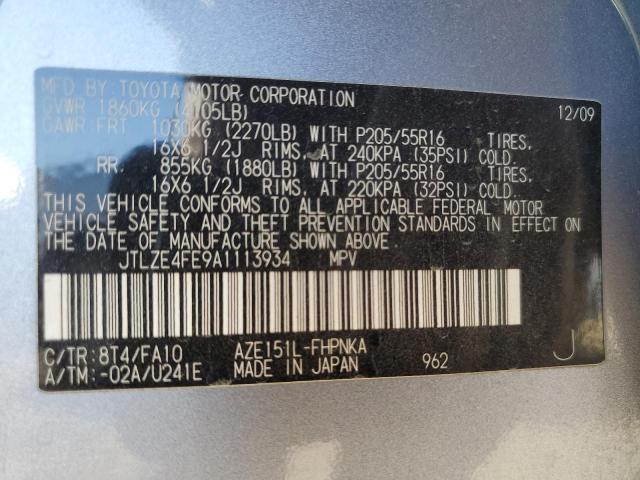 MFD BY: TOYOTA MOTOR CORPORATION 12/09
GVWR 1860KG (4105LB)
GAWR FRT 1030KG (2270LB) WITH P205/55R16 TIRES,
16X6 1/2J RIMS, AT 240KPA (35PSI) COLD.
RR. 855KG (1880LB) WITH P205/55R16 TIRES,
16X6 1/2J RIMS, AT 220KPA (32PSI) COLD.
THIS VEHICLE CONFORMS TO ALL APPLICABLE FEDERAL MOTOR
VEHICLE SAFETY AND THEFT PREVENTION STANDARDS IN EFFECT ON
THE DATE OF MANUFACTURE SHOWN ABOVE.
JTLZE4FE9A1113934 MPV
C/TR: 8T4/FA10 AZE151L-FHPNKA
A/TM: -02A/U241E MADE IN JAPAN 962 J